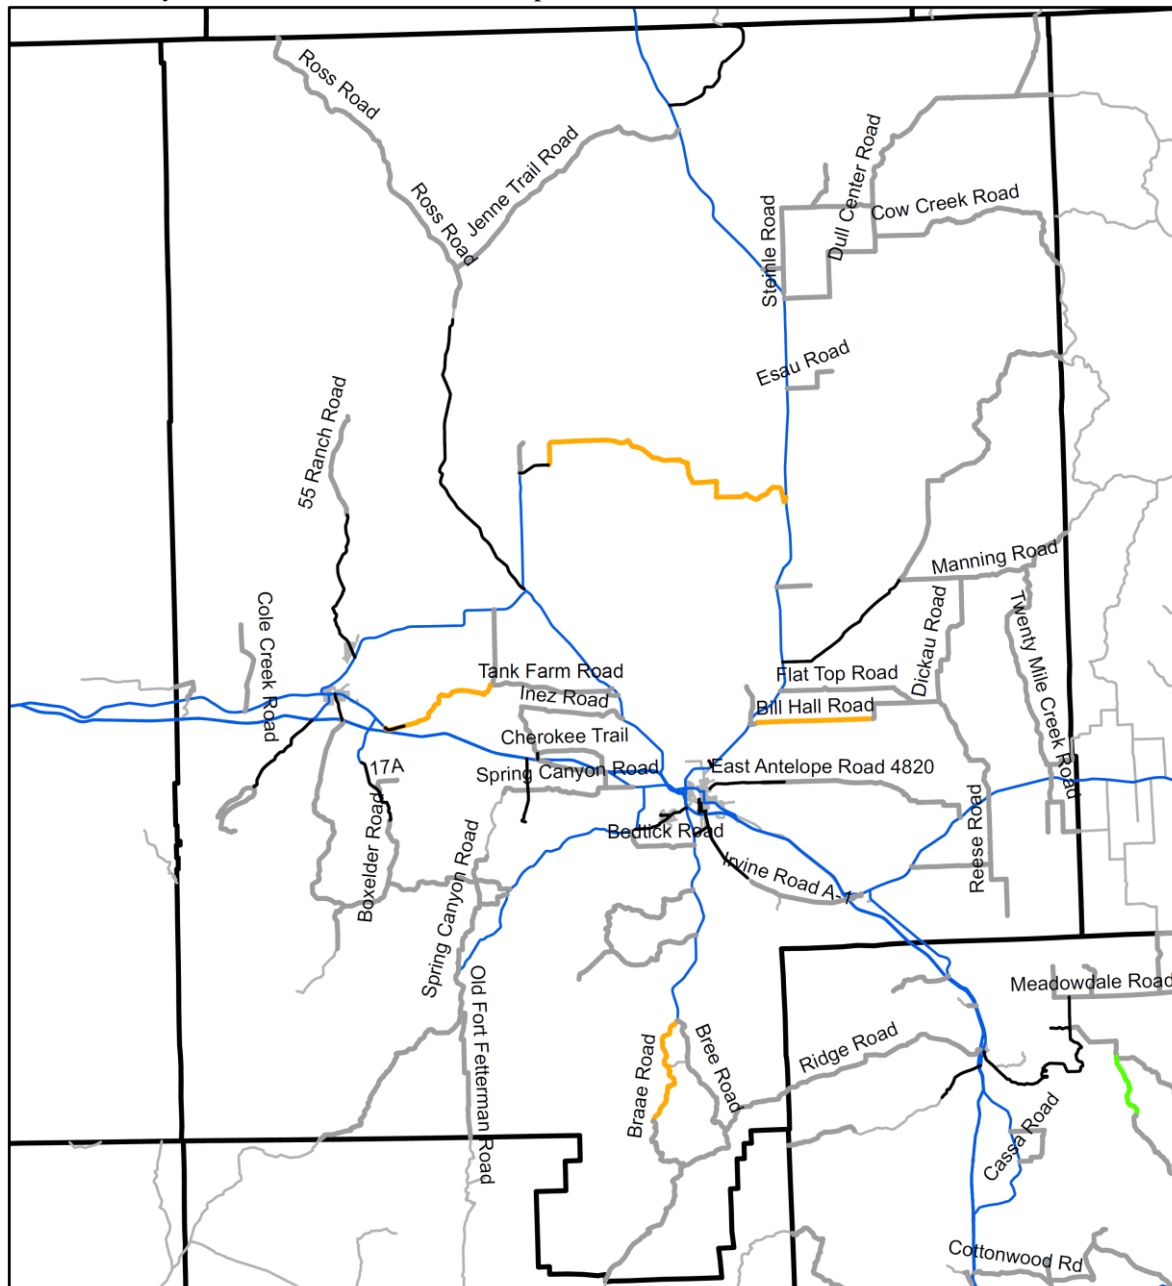 Ross Road
Jenne Trail Road
Ross Road
Dull Center Road
Cow Creek Road
Steinle Road
Esau Road
55 Ranch Road
Manning Road
Cole Creek Road
Dickau Road
Twenty Mile Creek Road
Tank Farm Road
Flat Top Road
Inez Road
Bill Hall Road
Cherokee Trail
17A
Spring Canyon Road
East Antelope Road 4820
Boxelder Road
Bedtick Road
Reese Road
Irvine Road A-1
Spring Canyon Road
Old Fort Fetterman Road
Meadowdale Road
Braae Road
Bree Road
Ridge Road
Cassa Road
Cottonwood Rd